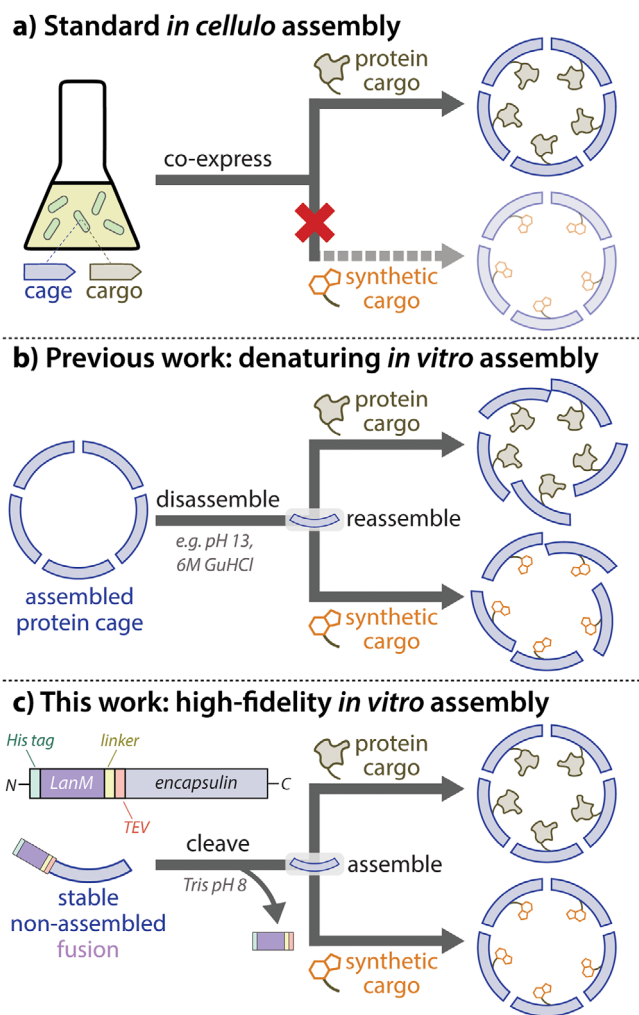 a) Standard in cellulo assembly
protein
cargo
co-express
cage
cargo
synthetic
cargo
b) Previous work: denaturing in vitro assembly
protein
cargo
disassemble
reassemble
e.g. pH 13,
6M GuHCl
assembled
protein cage
synthetic
cargo
c) This work: high-fidelity in vitro assembly
His tag
linker
protein
cargo
N
LanM
encapsulin
C
TEV
cleave
assemble
Tris pH 8
stable
non-assembled
fusion
synthetic
cargo